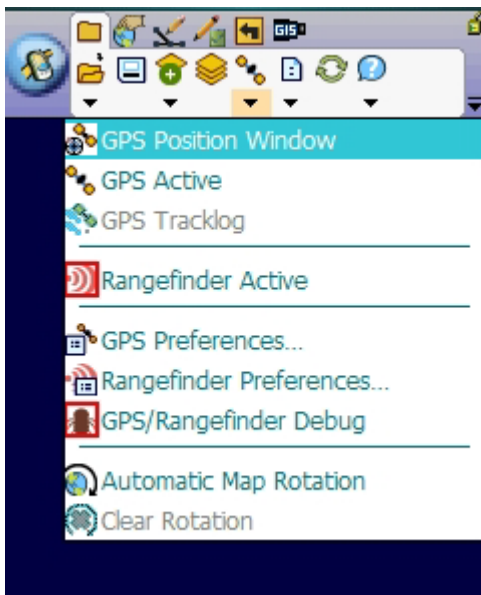 GIS
GPS Position Window
GPS Active
GPS Tracklog
Rangefinder Active
GPS Preferences...
Rangefinder Preferences...
GPS/Rangefinder Debug
Automatic Map Rotation
Clear Rotation